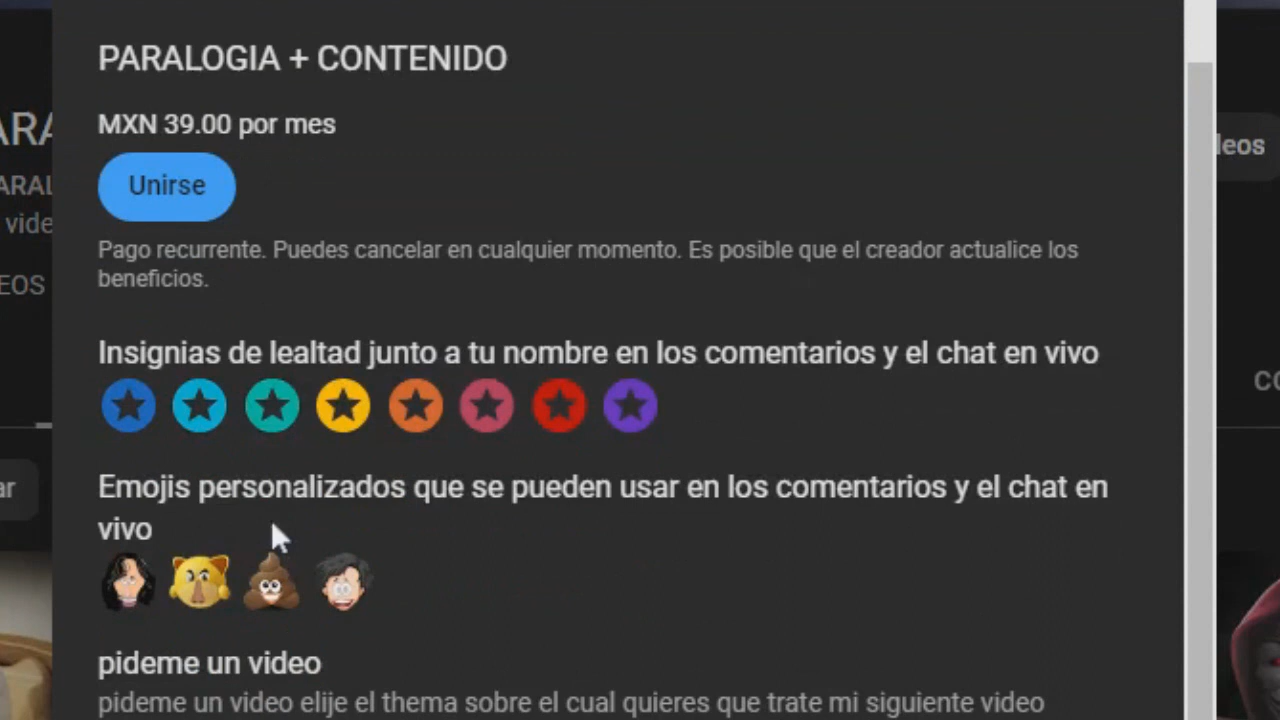 PARALOGIA + CONTENIDO
MXN 39.00 por mes
Unirse
Pago recurrente. Puedes cancelar en cualquier momento. Es posible que el creador actualice los
beneficios.
Insignias de lealtad junto a tu nombre en los comentarios y el chat en vivo
Emojis personalizados que se pueden usar en los comentarios y el chat en
vivo
pideme un video
pideme un video elije el thema sobre el cual quieres que trate mi siguiente video